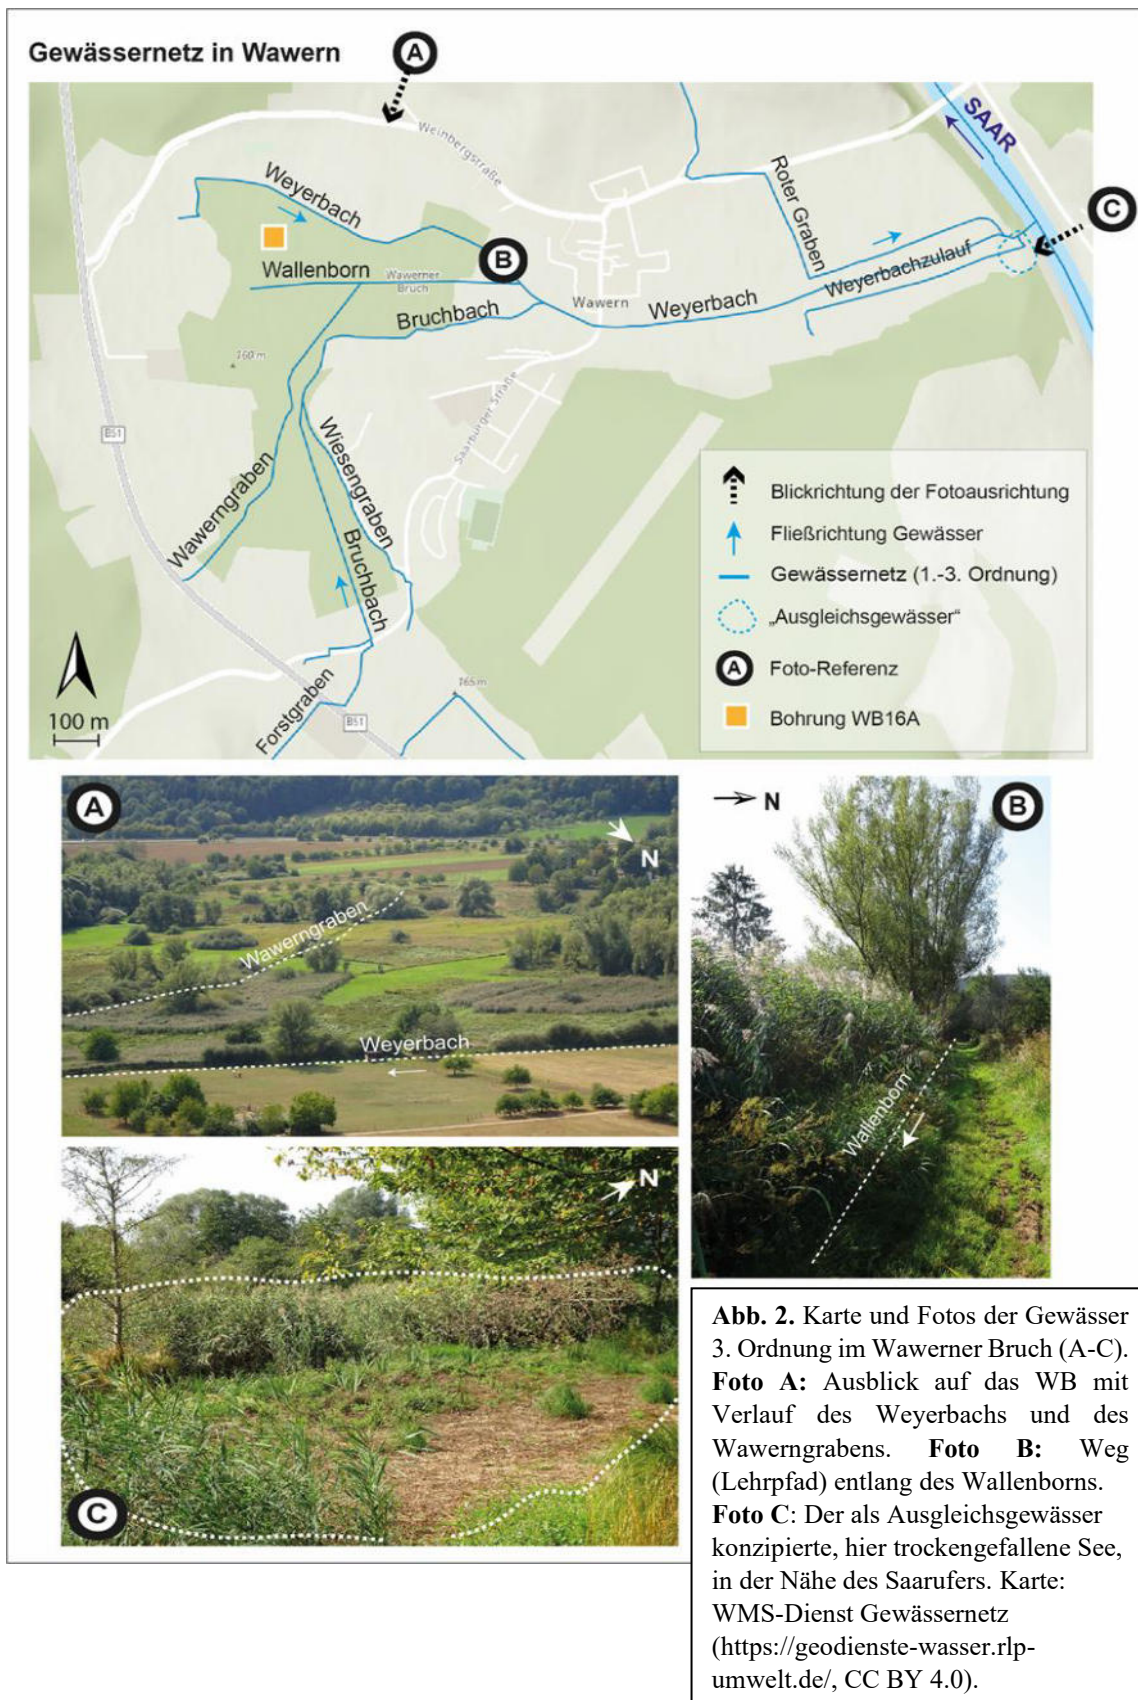 Gewässernetz in Wawern
A
Weinbergstraße
SAAR
Weyerbach
Roter Graben
C
B
Wallenborn
Wawerner
Bruch
Weyerbachzulauf
Bruchbach
Wawern
Weyerbach
160 m
Saarburger Straße
B51
Wiesengraben
Wawerngraben
Bruchbach
Blickrichtung der Fotoausrichtung
Fließrichtung Gewässer
Gewässernetz (1.-3. Ordnung)
„Ausgleichsgewässer“
A
Foto-Referenz
Bohrung WB16A
165 m
Forstgraben
B51
100 m
A
N
Wawerngraben
Weyerbach
N
B
Wallenborn
N
C
Abb. 2. Karte und Fotos der Gewässer
3. Ordnung im Wawerner Bruch (A-C).
Foto A: Ausblick auf das WB mit
Verlauf des Weyerbachs und des
Wawerngrabens. Foto B: Weg
(Lehrpfad) entlang des Wallenborns.
Foto C: Der als Ausgleichsgewässer
konzipierte, hier trockengefallene See,
in der Nähe des Saarufers. Karte:
WMS-Dienst Gewässernetz
(https://geodienste-wasser.rlp-
umwelt.de/, CC BY 4.0).